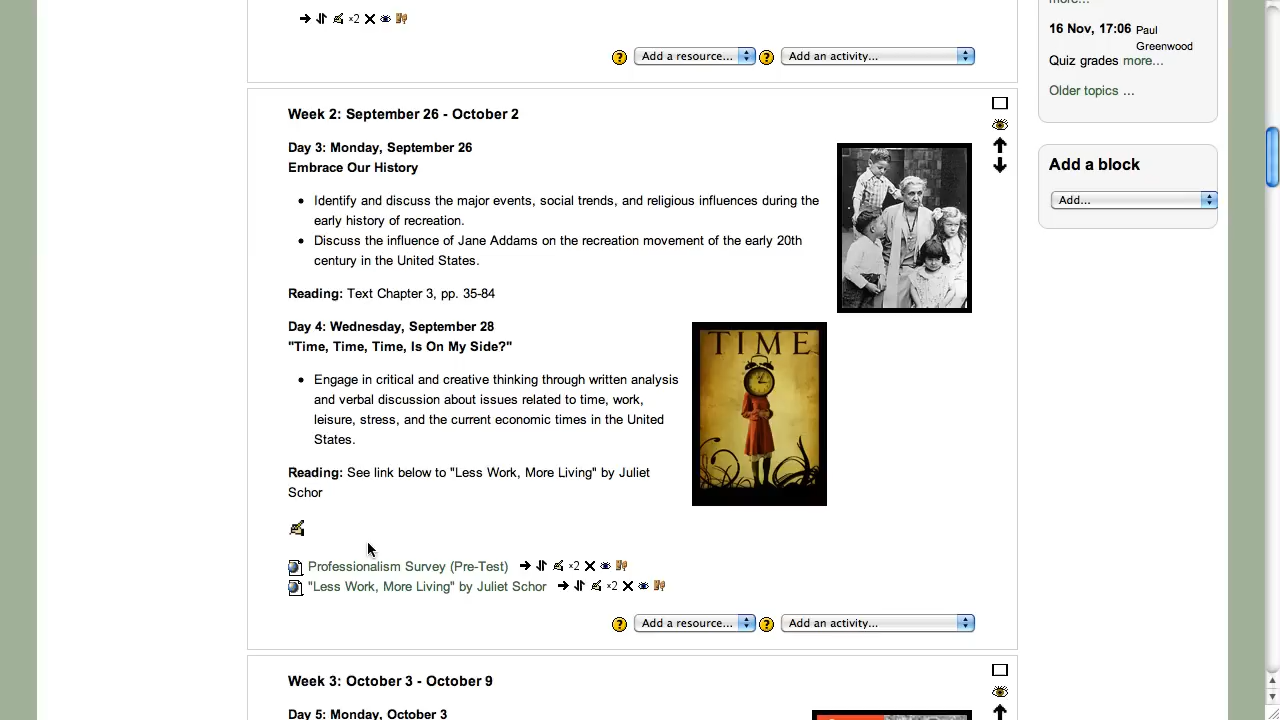 ×2
Add a resource... Add an activity...
more...
16 Nov, 17:06 Paul Greenwood
Quiz grades more...
Older topics ...
Add a block
Add...
Week 2: September 26 - October 2
Day 3: Monday, September 26
Embrace Our History
Identify and discuss the major events, social trends, and religious influences during the
early history of recreation.
Discuss the influence of Jane Addams on the recreation movement of the early 20th
century in the United States.
Reading: Text Chapter 3, pp. 35-84
Day 4: Wednesday, September 28
"Time, Time, Time, Is On My Side?"
TIME
Engage in critical and creative thinking through written analysis
and verbal discussion about issues related to time, work,
leisure, stress, and the current economic times in the United
States.
Reading: See link below to "Less Work, More Living" by Juliet
Schor
Professionalism Survey (Pre-Test) ×2
"Less Work, More Living" by Juliet Schor ×2
Add a resource... Add an activity...
Week 3: October 3 - October 9
Day 5: Monday, October 3